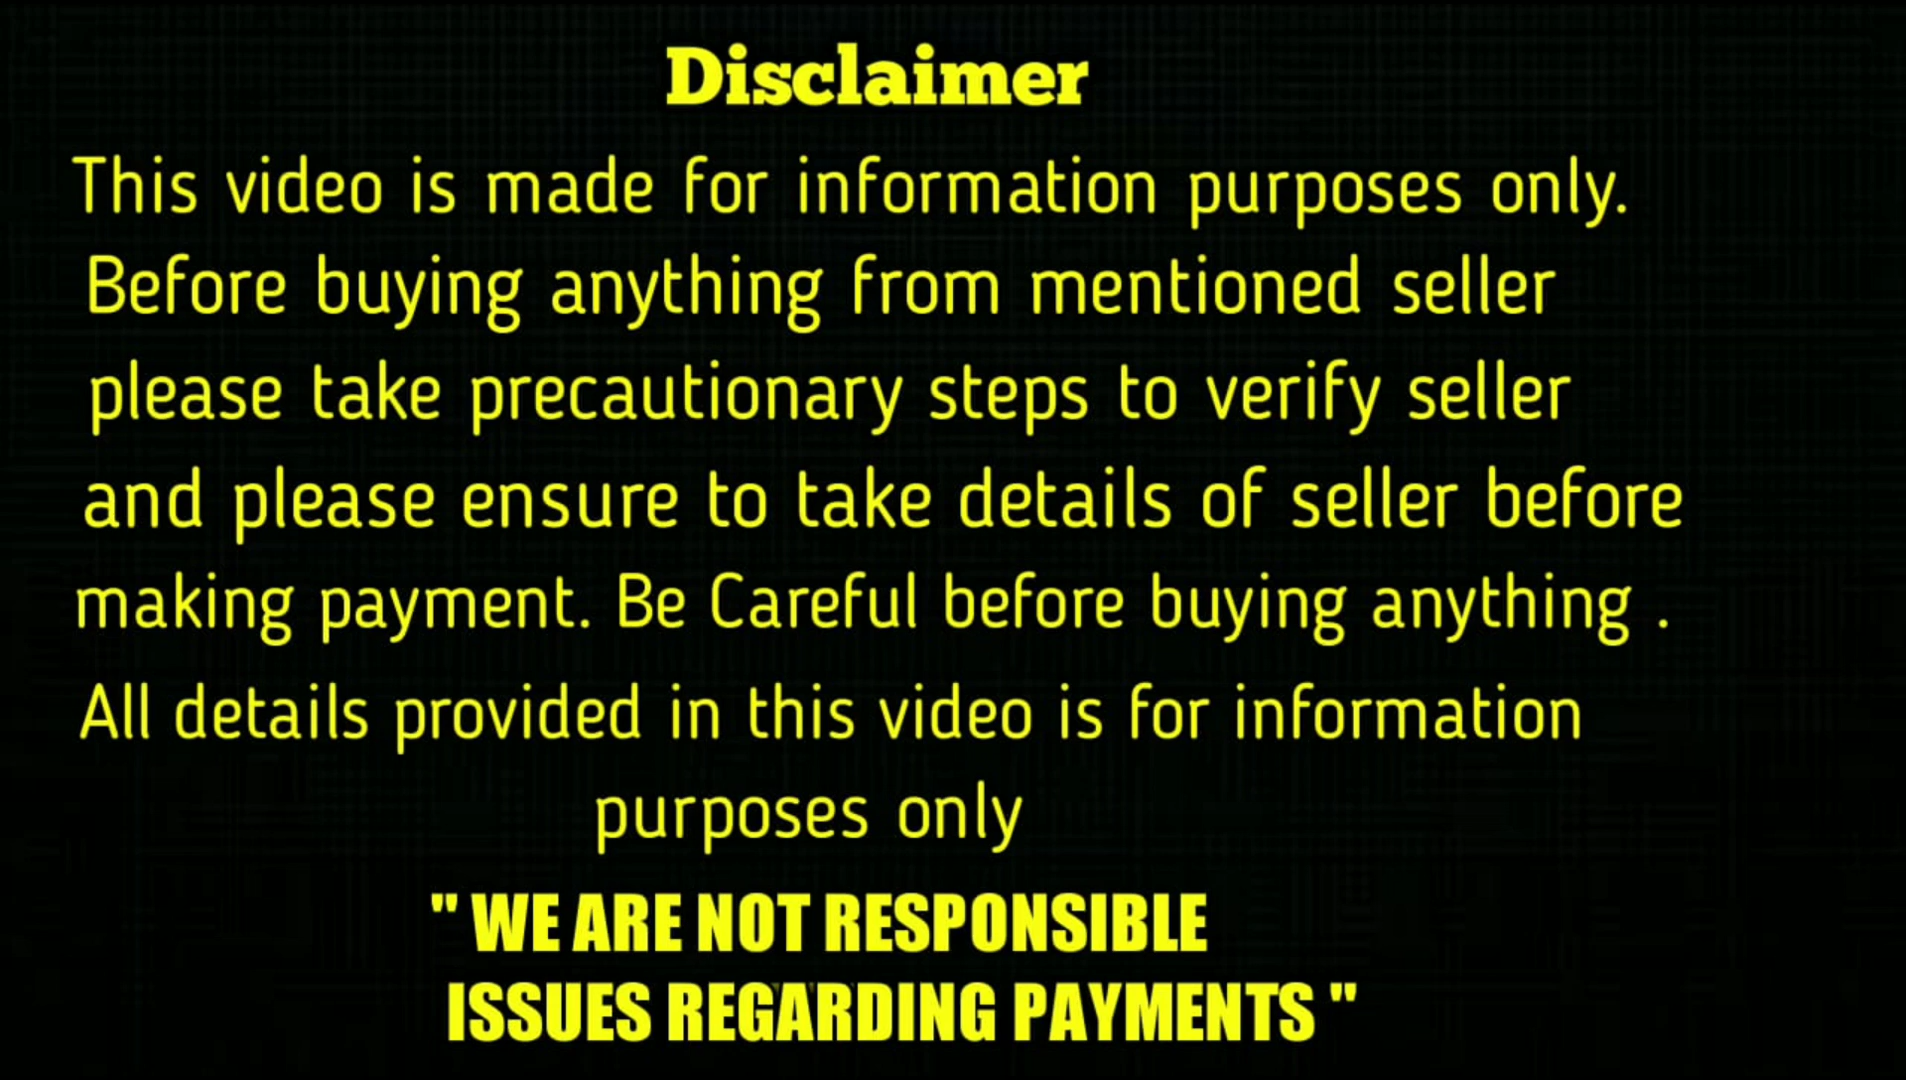 Disclaimer
This video is made for information purposes only.
Before buying anything from mentioned seller
please take precautionary steps to verify seller
and please ensure to take details of seller before
making payment. Be Careful before buying anything .
All details provided in this video is for information
purposes only
" WE ARE NOT RESPONSIBLE
ISSUES REGARDING PAYMENTS "